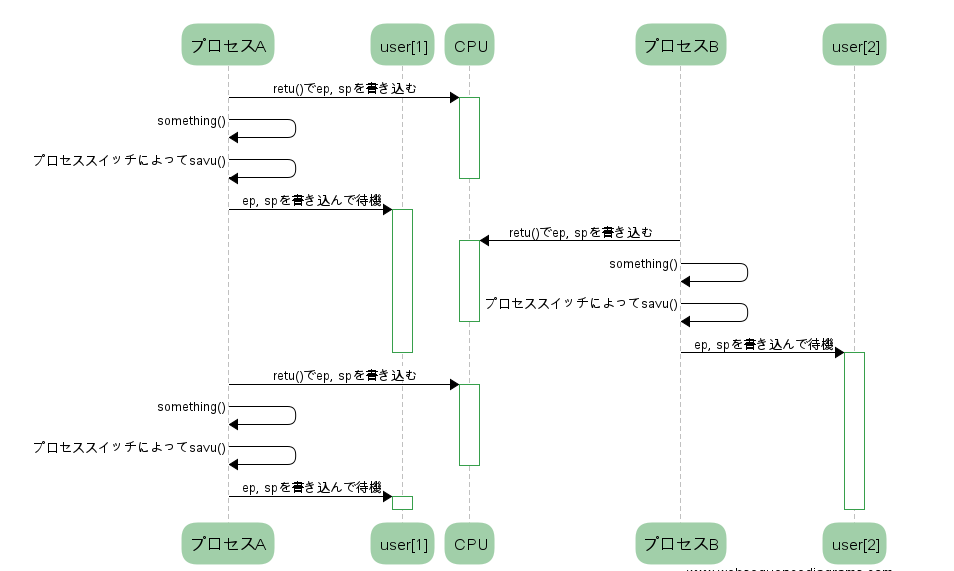 プロセスA user[1] CPU プロセスB user[2]
retu()でep, spを書き込む
something()
プロセススイッチによってsavu()
ep, spを書き込んで待機
retu()でep, spを書き込む
something()
プロセススイッチによってsavu()
ep, spを書き込んで待機
retu()でep, spを書き込む
something()
プロセススイッチによってsavu()
ep, spを書き込んで待機
プロセスA user[1] CPU プロセスB user[2]
www.websequencediagrams.com